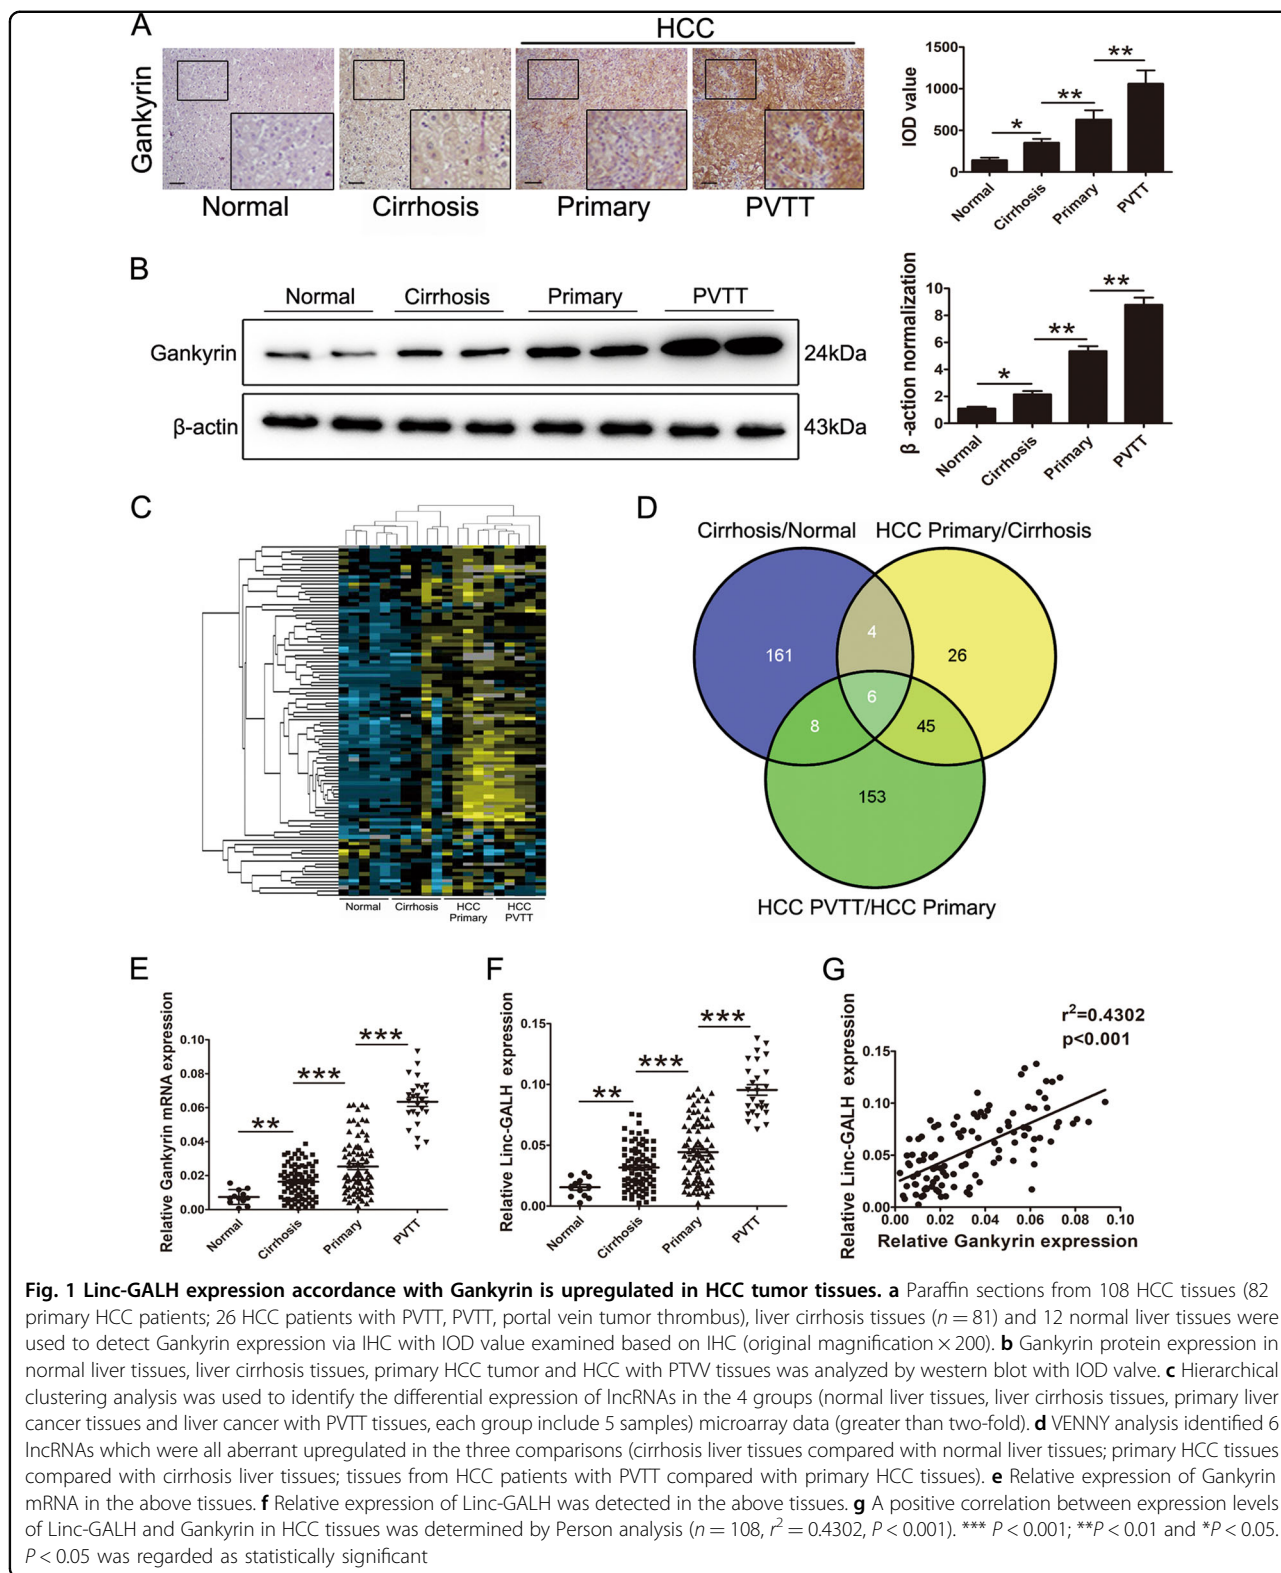 A
HCC
Gankyrin
Normal
Cirrhosis
Primary
PVTT
IOD value
1500
1000
500
0
*
**
**
Normal
Cirrhosis
Primary
PVTT
B
Normal
Cirrhosis
Primary
PVTT
Gankyrin
24kDa
β-actin
43kDa
β -action normalization
10
8
6
4
2
0
*
**
**
Normal
Cirrhosis
Primary
PVTT
C
Normal
Cirrhosis
HCC
Primary
HCC
PVTT
D
Cirrhosis/Normal
HCC Primary/Cirrhosis
4
161
26
6
8
45
153
HCC PVTT/HCC Primary
E
Relative Gankyrin mRNA expression
0.10
0.08
0.06
0.04
0.02
0.00
**
***
***
Normal
Cirrhosis
Primary
PVTT
F
Relative Linc-GALH expression
0.15
0.10
0.05
0.00
**
***
***
Normal
Cirrhosis
Primary
PVTT
G
r²=0.4302
p<0.001
Relative Linc-GALH expression
0.15
0.10
0.05
0.00
0.00 0.02 0.04 0.06 0.08 0.10
Relative Gankyrin expression
Fig. 1 Linc-GALH expression accordance with Gankyrin is upregulated in HCC tumor tissues. a Paraffin sections from 108 HCC tissues (82
primary HCC patients; 26 HCC patients with PVTT, PVTT, portal vein tumor thrombus), liver cirrhosis tissues (n = 81) and 12 normal liver tissues were
used to detect Gankyrin expression via IHC with IOD value examined based on IHC (original magnification × 200). b Gankyrin protein expression in
normal liver tissues, liver cirrhosis tissues, primary HCC tumor and HCC with PTVV tissues was analyzed by western blot with IOD valve. c Hierarchical
clustering analysis was used to identify the differential expression of lncRNAs in the 4 groups (normal liver tissues, liver cirrhosis tissues, primary liver
cancer tissues and liver cancer with PVTT tissues, each group include 5 samples) microarray data (greater than two-fold). d VENNY analysis identified 6
lncRNAs which were all aberrant upregulated in the three comparisons (cirrhosis liver tissues compared with normal liver tissues; primary HCC tissues
compared with cirrhosis liver tissues; tissues from HCC patients with PVTT compared with primary HCC tissues). e Relative expression of Gankyrin
mRNA in the above tissues. f Relative expression of Linc-GALH was detected in the above tissues. g A positive correlation between expression levels
of Linc-GALH and Gankyrin in HCC tissues was determined by Person analysis (n = 108, r² = 0.4302, P < 0.001). *** P < 0.001; **P < 0.01 and *P < 0.05.
P < 0.05 was regarded as statistically significant